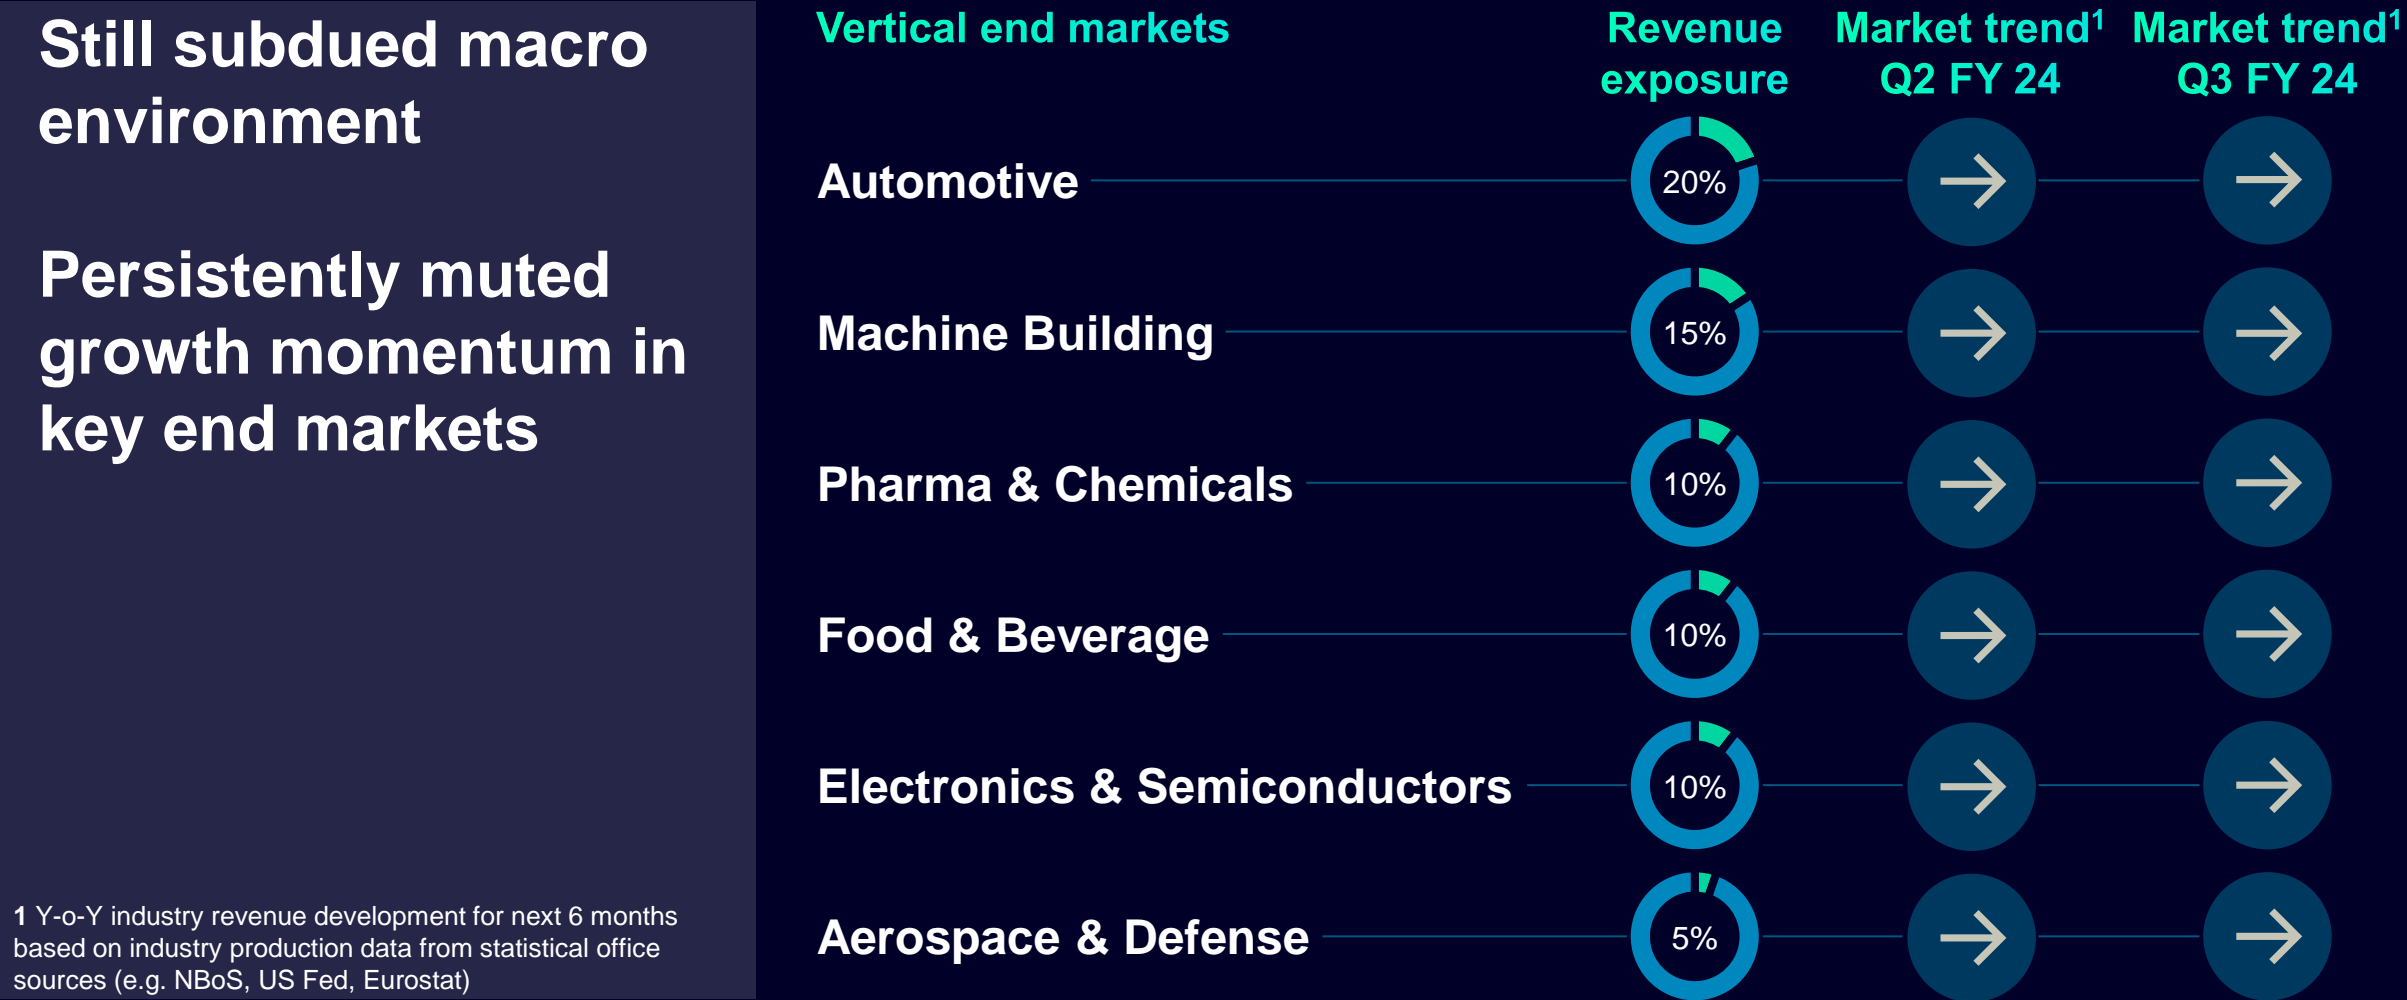 Still subdued macro
environment
Persistently muted
growth momentum in
key end markets
1 Y-o-Y industry revenue development for next 6 months
based on industry production data from statistical office
sources (e.g. NBoS, US Fed, Eurostat)
Vertical end markets
Revenue
exposure
Market trend¹
Q2 FY 24
Market trend¹
Q3 FY 24
Automotive
20%
Machine Building
15%
Pharma & Chemicals
10%
Food & Beverage
10%
Electronics & Semiconductors
10%
Aerospace & Defense
5%